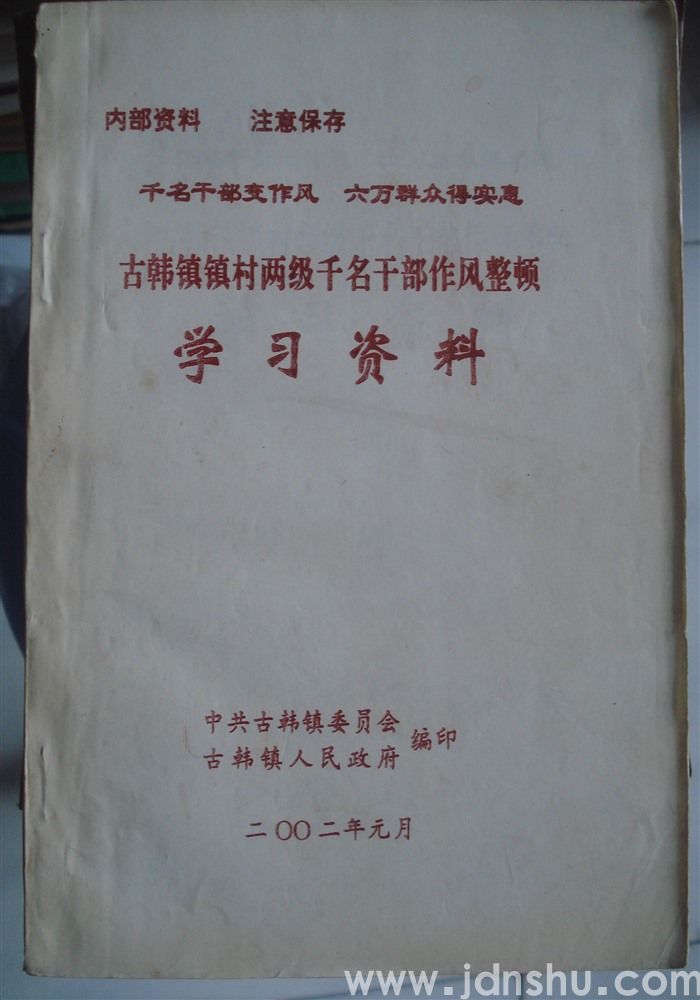 内部资料 注意保存
千名干部变作风 六万群众得实惠
古韩镇镇村两级千名干部作风整顿
学习资料
中共古韩镇委员会
古韩镇人民政府
编印
二〇〇二年元月
www.jdnshu.com